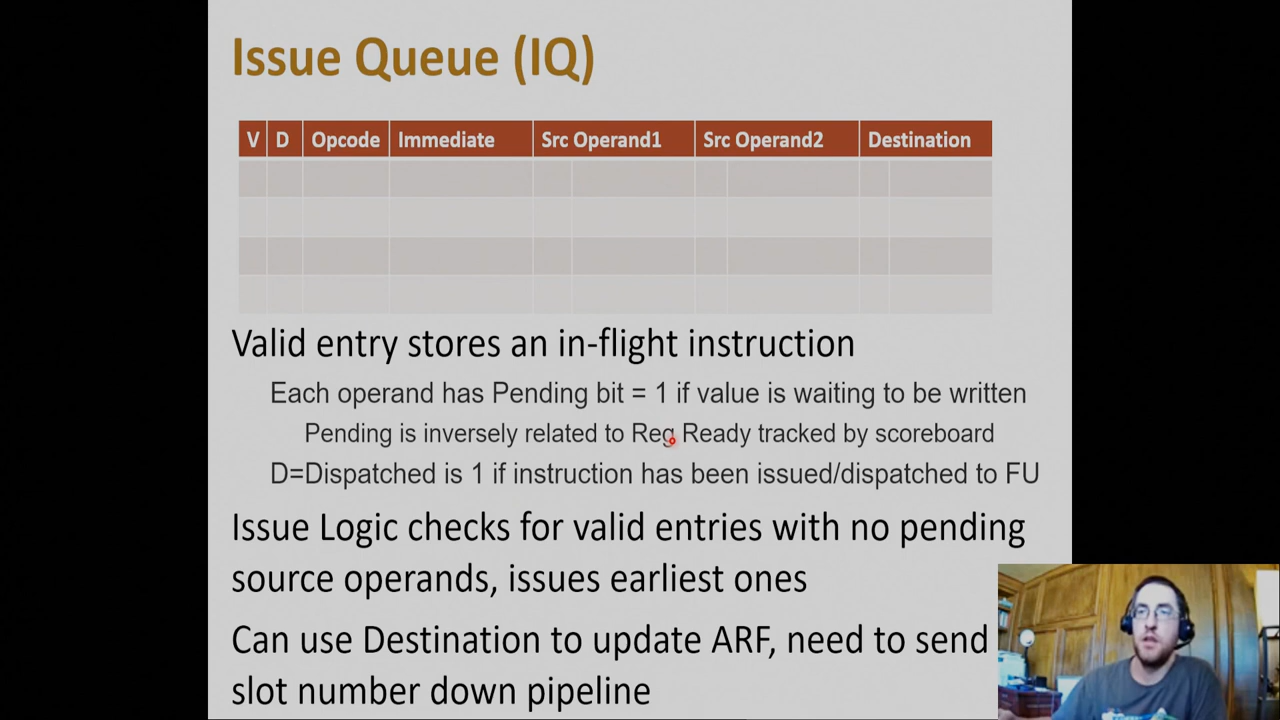 Issue Queue (IQ)
V D Opcode Immediate Src Operand1 Src Operand2 Destination
Valid entry stores an in-flight instruction
Each operand has Pending bit = 1 if value is waiting to be written
Pending is inversely related to Reg Ready tracked by scoreboard
D=Dispatched is 1 if instruction has been issued/dispatched to FU
Issue Logic checks for valid entries with no pending
source operands, issues earliest ones
Can use Destination to update ARF, need to send
slot number down pipeline